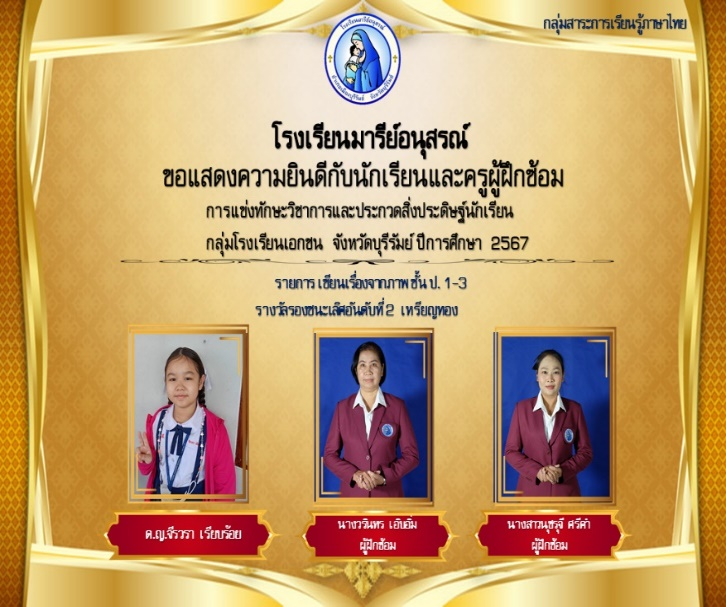 กลุ่มสาระการเรียนรู้ภาษาไทย
โรงเรียนมารีย์อนุสรณ์
ขอแสดงความยินดีกับนักเรียนและครูผู้ฝึกซ้อม
การแข่งทักษะวิชาการและประกวดสิ่งประดิษฐ์นักเรียน
กลุ่มโรงเรียนเอกชน จังหวัดบุรีรัมย์ ปีการศึกษา 2567
รายการ เขียนเรื่องจากภาพ ชั้น ป. 1-3
รางวัลรองชนะเลิศอันดับที่ 2 เหรียญทอง
ด.ญ.จีรวรา เรียบร้อย
นางวรินทร เอิบอิ่ม
ผู้ฝึกซ้อม
นางสาวนุชรุจี ศรีคำ
ผู้ฝึกซ้อม